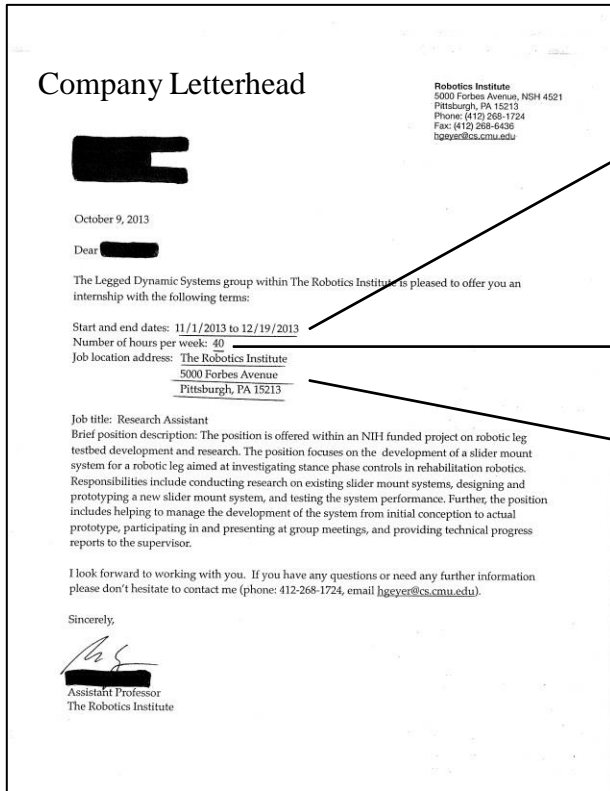 Company Letterhead
Robotics Institute
5000 Forbes Avenue, NSH 4521
Pittsburgh, PA 15213
Phone: (412) 268-1724
Fax: (412) 268-6436
hgeyer@cs.cmu.edu
October 9, 2013
Dear
The Legged Dynamic Systems group within The Robotics Institute is pleased to offer you an
internship with the following terms:
Start and end dates: 11/1/2013 to 12/19/2013
Number of hours per week: 40
Job location address: The Robotics Institute
5000 Forbes Avenue
Pittsburgh, PA 15213
Job title: Research Assistant
Brief position description: The position is offered within an NIH funded project on robotic leg
testbed development and research. The position focuses on the development of a slider mount
system for a robotic leg aimed at investigating stance phase controls in rehabilitation robotics.
Responsibilities include conducting research on existing slider mount systems, designing and
prototyping a new slider mount system, and testing the system performance. Further, the position
includes helping to manage the development of the system from initial conception to actual
prototype, participating in and presenting at group meetings, and providing technical progress
reports to the supervisor.
I look forward to working with you. If you have any questions or need any further information
please don't hesitate to contact me (phone: 412-268-1724, email hgeyer@cs.cmu.edu).
Sincerely,
Assistant Professor
The Robotics Institute